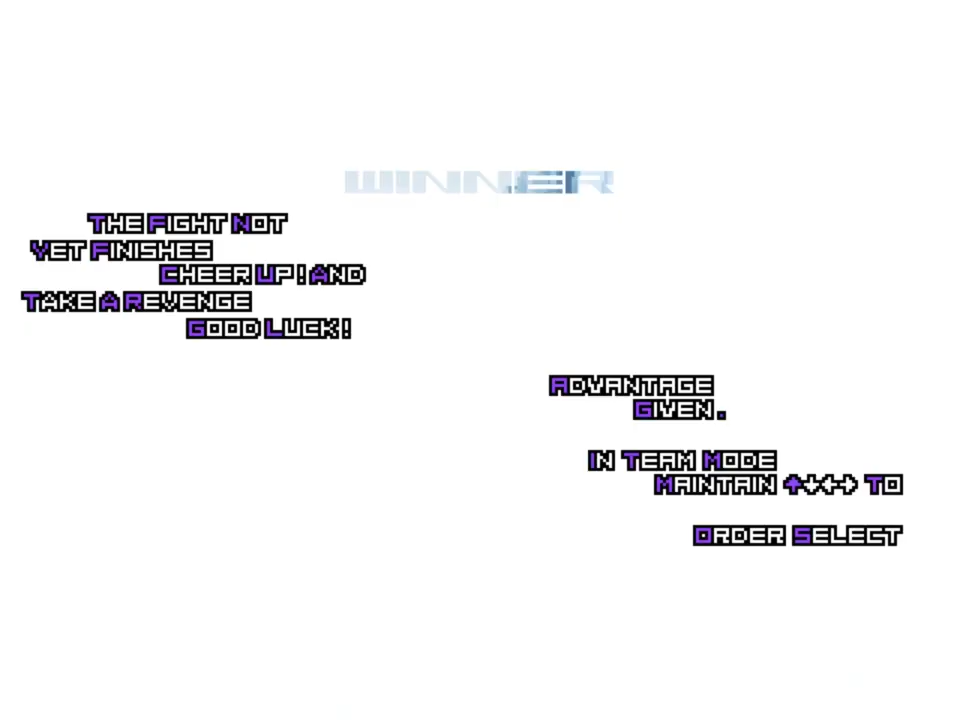 WINNER
THE FIGHT NOT
YET FINISHES
CHEER UP! AND
TAKE A REVENGE
GOOD LUCK!
ADVANTAGE
GIVEN.
IN TEAM MODE
MAINTAIN ↑↓←→ TO
ORDER SELECT